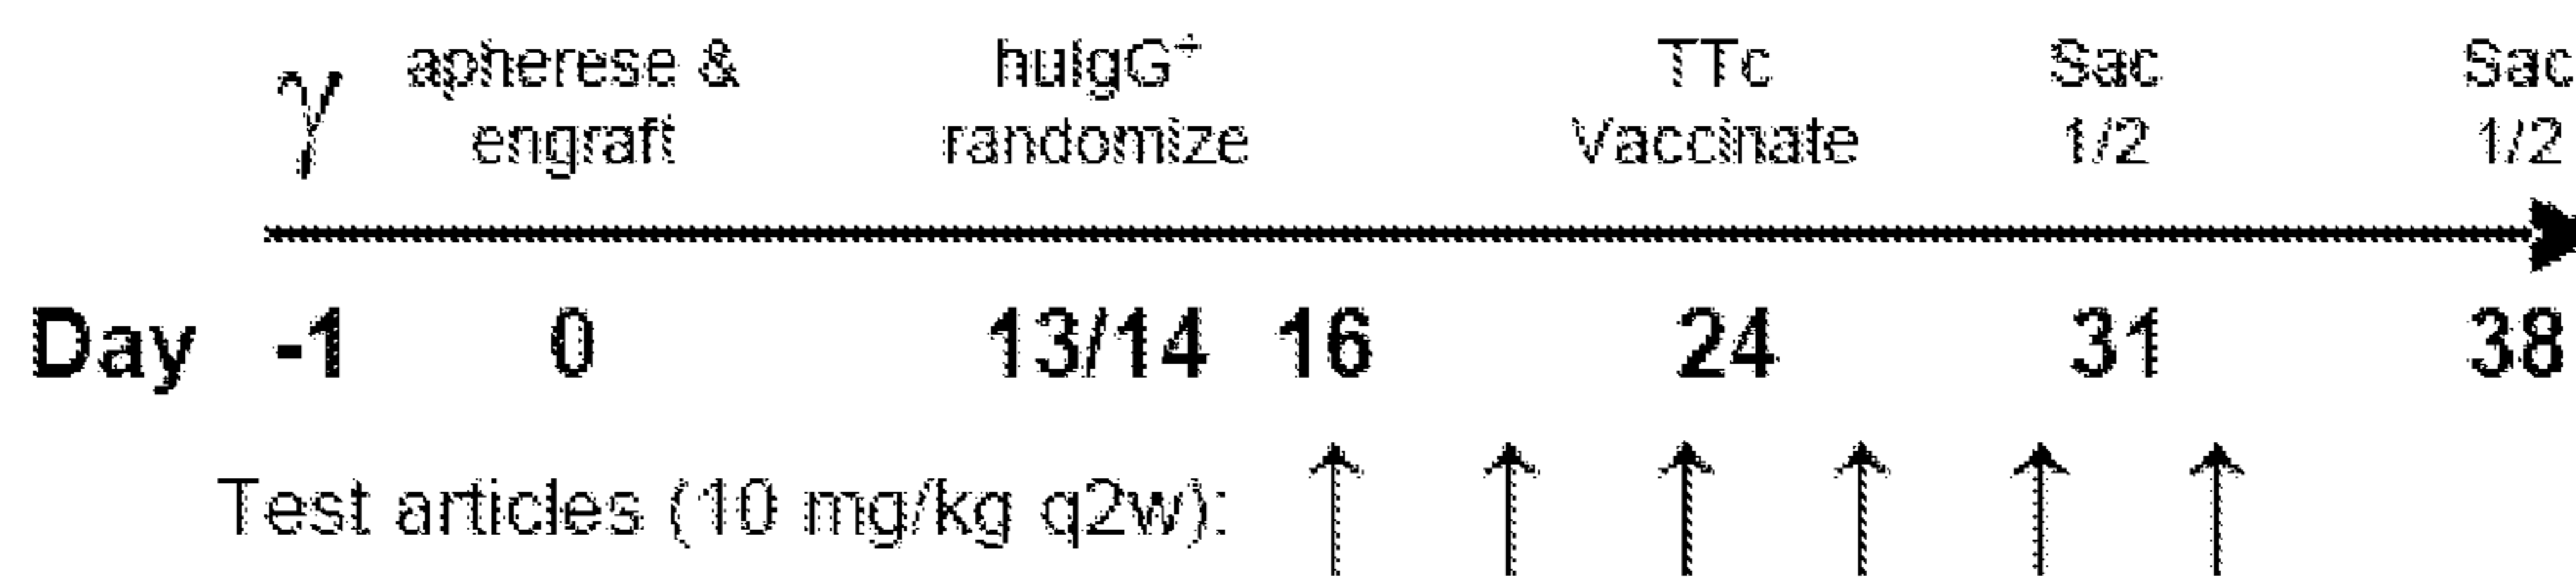 γ apherese & huIgG⁺ TTc Sac Sac
engraft randomize Vaccinate 1/2 1/2
Day -1 0 13/14 16 24 31 38
Test articles (10 mg/kg q2w):